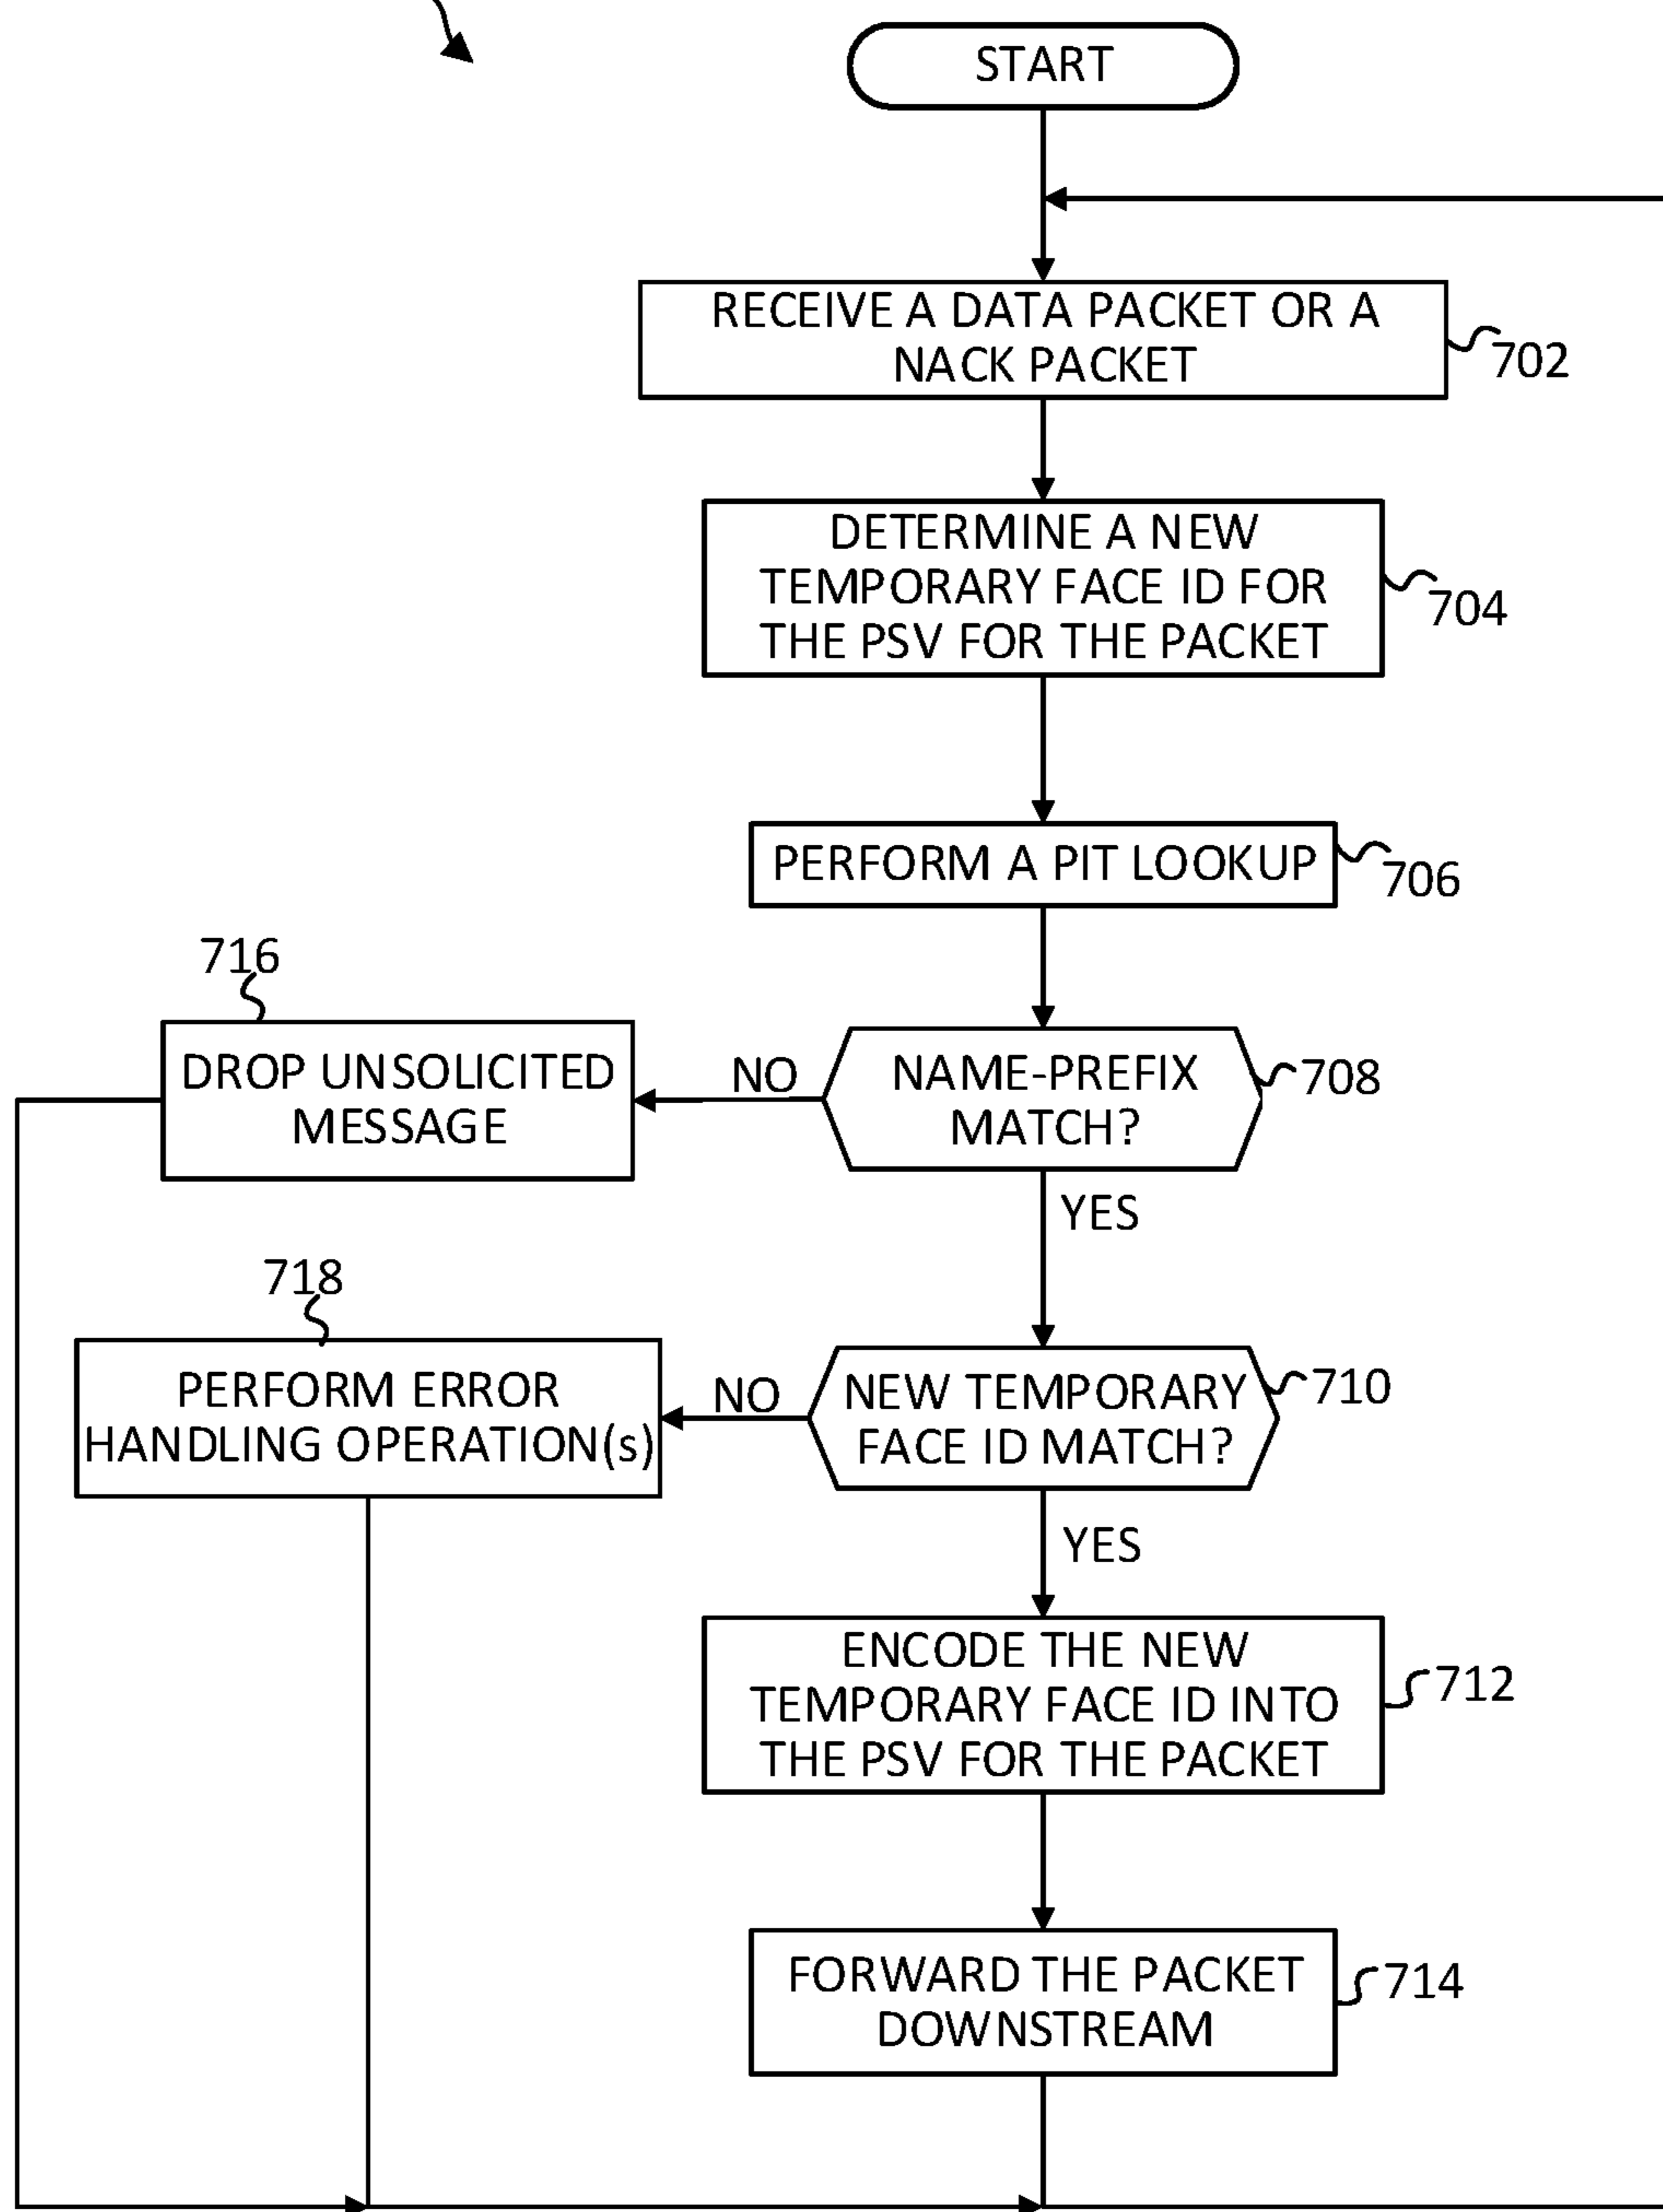 START
RECEIVE A DATA PACKET OR A
NACK PACKET
702
DETERMINE A NEW
TEMPORARY FACE ID FOR
THE PSV FOR THE PACKET
704
PERFORM A PIT LOOKUP
706
716
DROP UNSOLICITED
MESSAGE
NO
NAME-PREFIX
MATCH?
708
YES
718
PERFORM ERROR
HANDLING OPERATION(s)
NO
NEW TEMPORARY
FACE ID MATCH?
710
YES
ENCODE THE NEW
TEMPORARY FACE ID INTO
THE PSV FOR THE PACKET
712
FORWARD THE PACKET
DOWNSTREAM
714